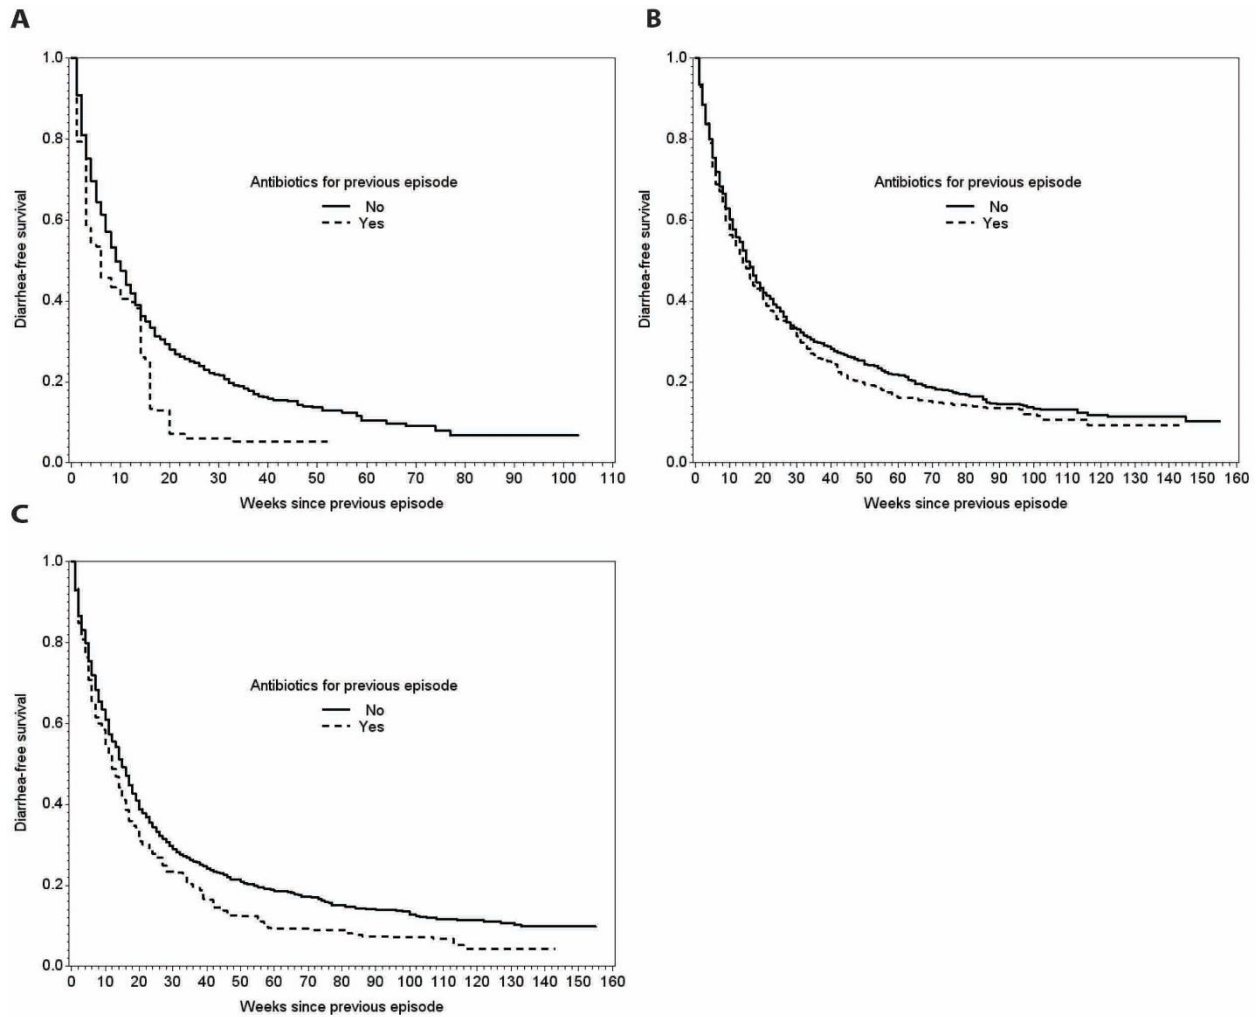 A
1.0
0.8
0.6
0.4
0.2
0.0
Diarrhea-free survival
Antibiotics for previous episode
No
Yes
0 10 20 30 40 50 60 70 80 90 100 110
Weeks since previous episode
B
1.0
0.8
0.6
0.4
0.2
0.0
Diarrhea-free survival
Antibiotics for previous episode
No
Yes
0 10 20 30 40 50 60 70 80 90 100 110 120 130 140 150 160
Weeks since previous episode
C
1.0
0.8
0.6
0.4
0.2
0.0
Diarrhea-free survival
Antibiotics for previous episode
No
Yes
0 10 20 30 40 50 60 70 80 90 100 110 120 130 140 150 160
Weeks since previous episode